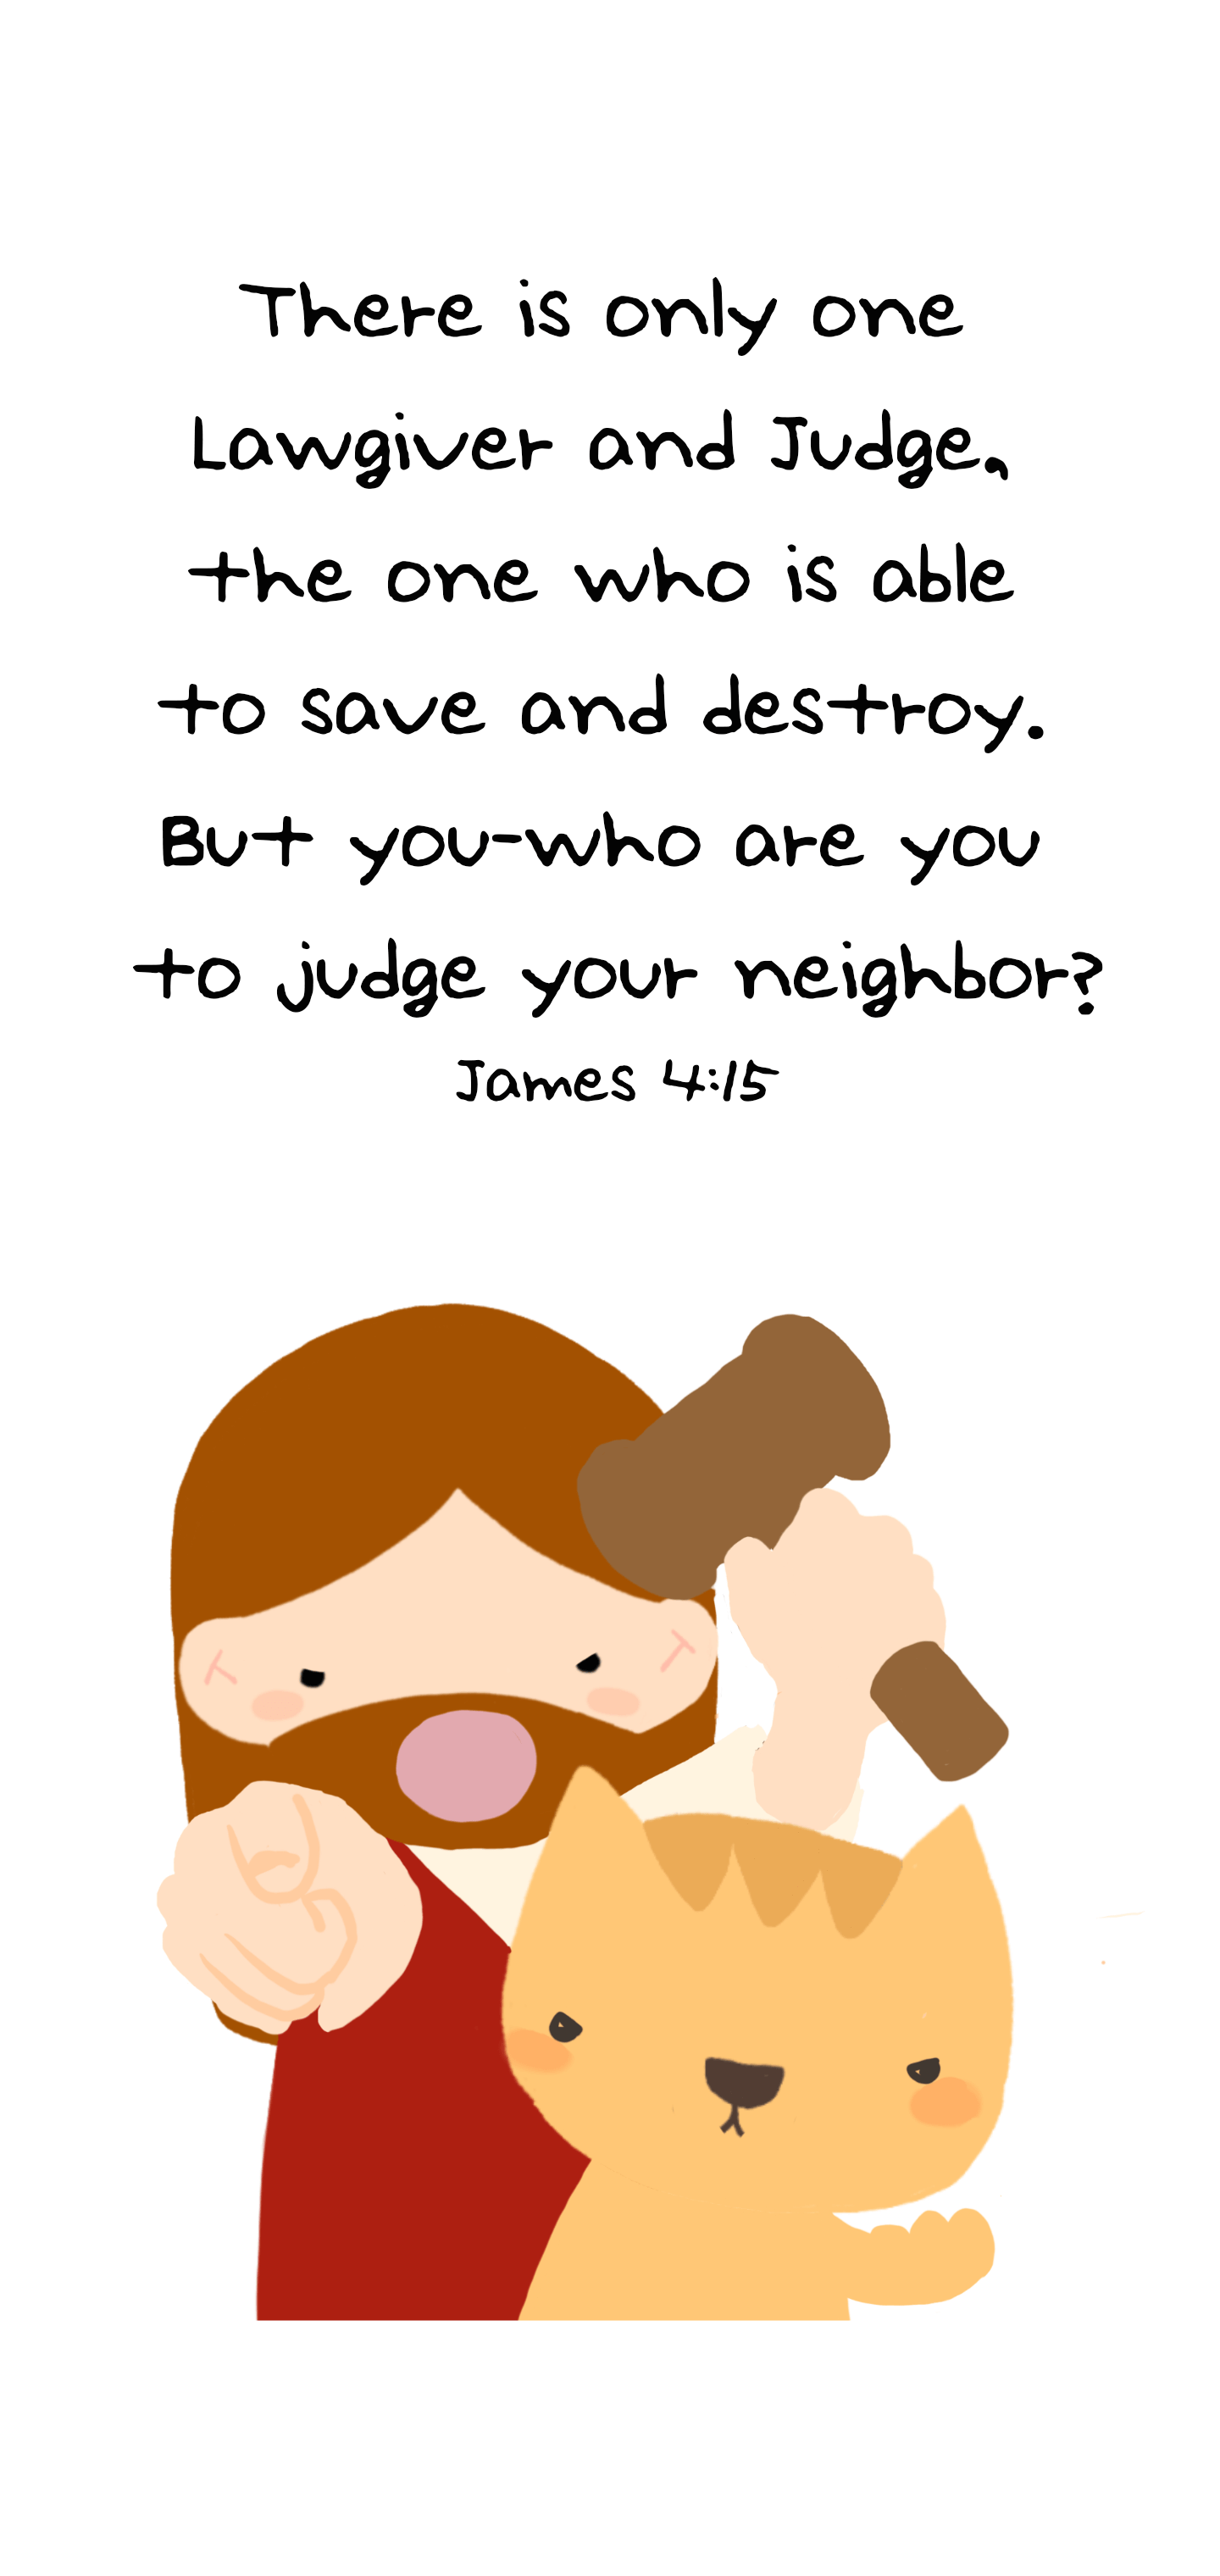 There is only one
Lawgiver and Judge,
the one who is able
to save and destroy.
But you-who are you
to judge your neighbor?
James 4:15